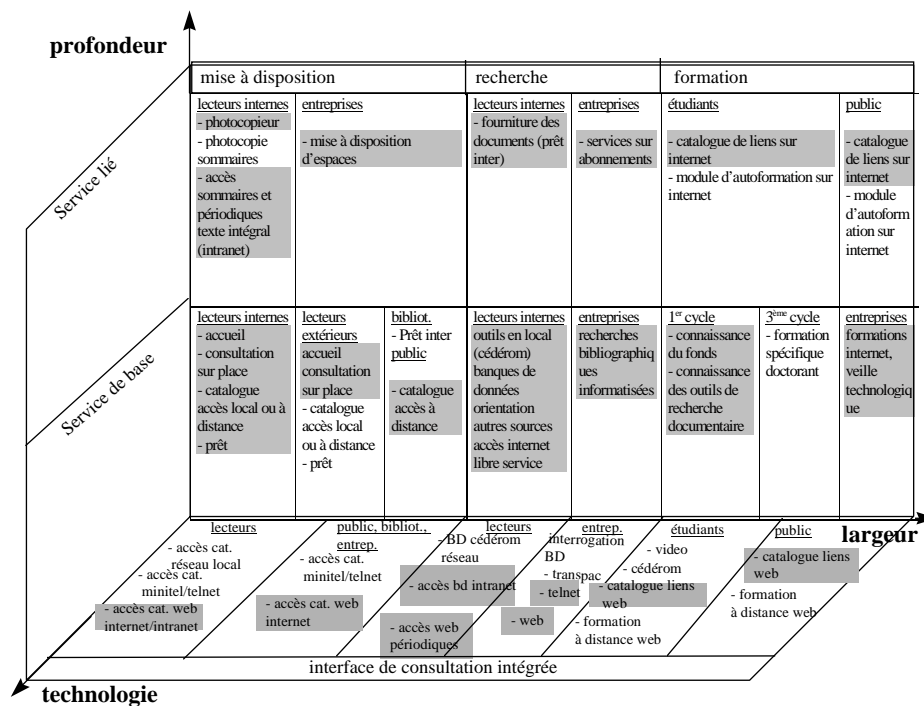 profondeur
mise à disposition
recherche
formation
Service lié
lecteurs internes
- photocopieur
- photocopie
sommaires
- accès
sommaires et
périodiques
texte intégral
(intranet)
entreprises
- mise à disposition
d'espaces
lecteurs internes
- fourniture des
documents (prêt
inter)
entreprises
- services sur
abonnements
étudiants
- catalogue de liens sur
internet
- module d'autoformation sur
internet
public
- catalogue
de liens sur
internet
- module
d'autoform
ation sur
internet
Service de base
lecteurs internes
- accueil
- consultation
sur place
- catalogue
accès local ou à
distance
- prêt
lecteurs
extérieurs
accueil
consultation
sur place
- catalogue
accès local
ou à distance
- prêt
bibliot.
- Prêt inter
public
- catalogue
accès à
distance
lecteurs internes
outils en local
(cédérom)
banques de
données
orientation
autres sources
accès internet
libre service
entreprises
recherches
bibliographiq
ues
informatisées
1er cycle
- connaissance
du fonds
- connaissance
des outils de
recherche
documentaire
3ème cycle
- formation
spécifique
doctorant
entreprises
formations
internet,
veille
technologiq
ue
largeur
lecteurs
- accès cat.
réseau local
- accès cat.
minitel/telnet
- accès cat. web
internet/intranet
public, bibliot.,
entrep.
- accès cat.
minitel/telnet
- accès cat. web
internet
lecteurs
- BD cédérom
réseau
- accès bd intranet
- accès web
périodiques
entrep.
interrogation
BD
- transpac
- telnet
- web
étudiants
- video
- cédérom
- catalogue liens
web
- formation
à distance web
public
- catalogue liens
web
- formation
à distance web
interface de consultation intégrée
technologie